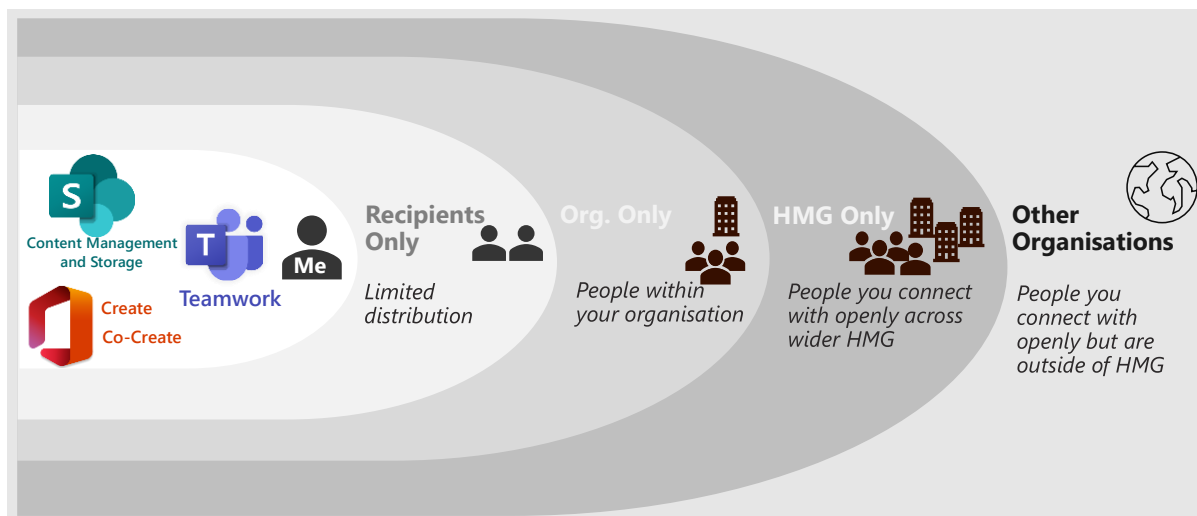 S
Content Management
and Storage
Create
Co-Create
T
Teamwork
Me
Recipients
Only
Limited
distribution
Org. Only
People within
your organisation
HMG Only
People you connect
with openly across
wider HMG
Other
Organisations
People you
connect with
openly but are
outside of HMG